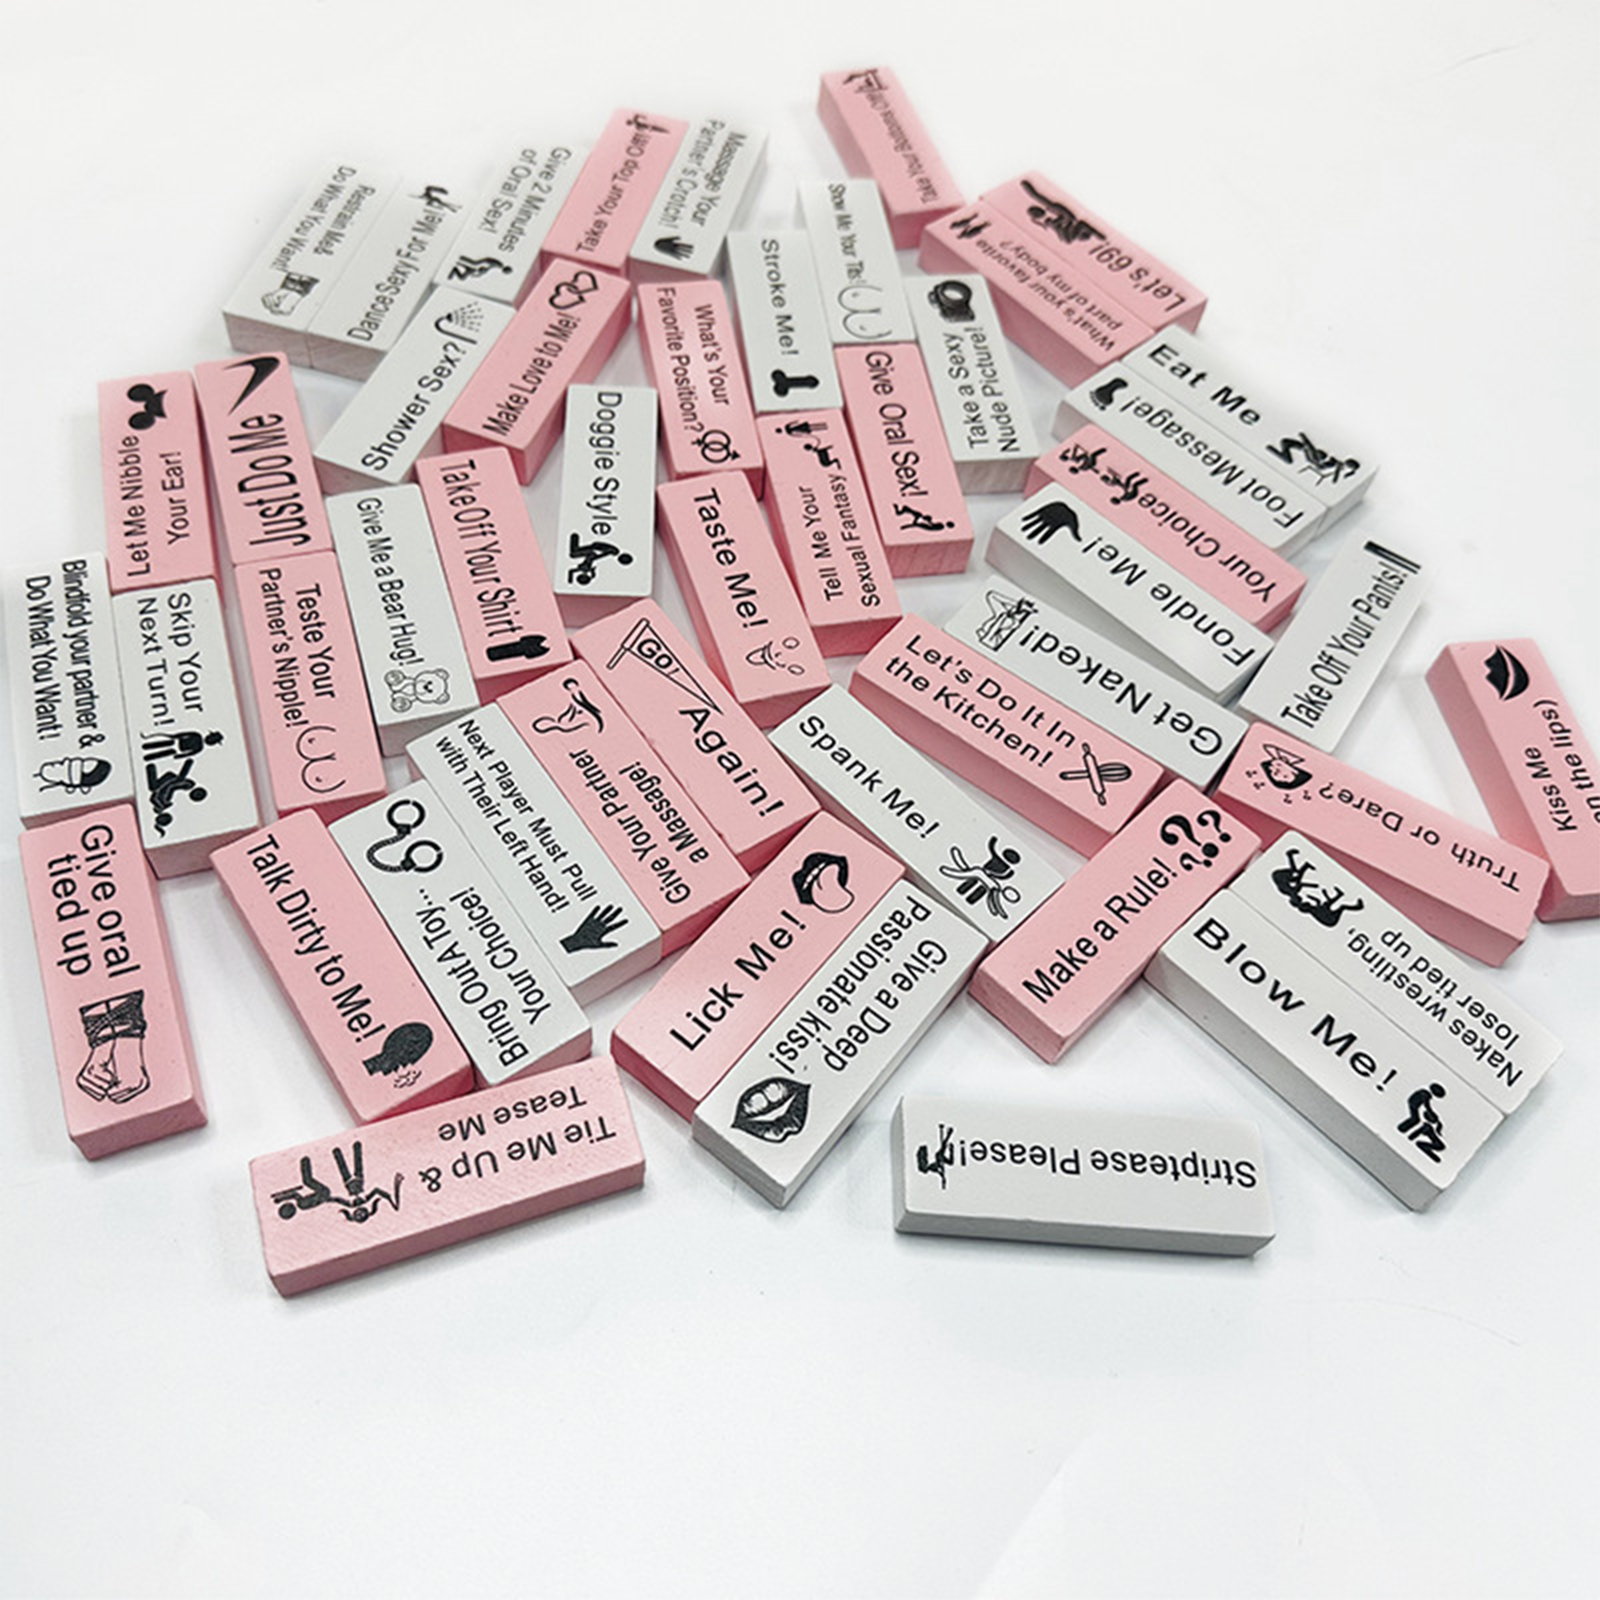 Take Your Bottoms Off!
Take Your Top Off!
Massage Your
Partner's Crotch!
Give 2 Minutes
of Oral Sex!
Restrain Me&
Do What You Want!
Dance Sexy For Me!
Show Me Your Tits!
Let's 69!
What's your favorite
part of my body?
Stroke Me!
Shower Sex?
Make Love to Me!
What's Your
Favorite Position?
Take a Sexy
Nude Picture!
Give Oral Sex!
Eat Me
Foot Message!
Let Me Nibble
Your Ear!
Just Do Me
Doggie Style
Tell Me Your
Sexual Fantasy
Your Choice!
Fondle Me!
Give Me a Bear Hug!
Take Off Your Shirt
Taste Me!
Take Off Your Pants!
Blindfold your partner &
Do What You Want!
Skip Your
Next Turn!
Teste Your
Partner's Nipple!
GO!
Again!
Let's Do It In
the Kitchen!
Get Naked!
Kiss Me
(on the lips)
Next Player Must Pull
with Their Left Hand!
Give Your Partner
a Massage!
Spank Me!
Truth or Dare?
Give oral
tied up
Talk Dirty to Me!
Bring Out A Toy...
Your Choice!
Lick Me!
Give a Deep
Passionate Kiss!
Make a Rule!
Nakes wrestling,
loser tied up
Blow Me!
Tie Me Up &
Tease Me
Striptease Please!